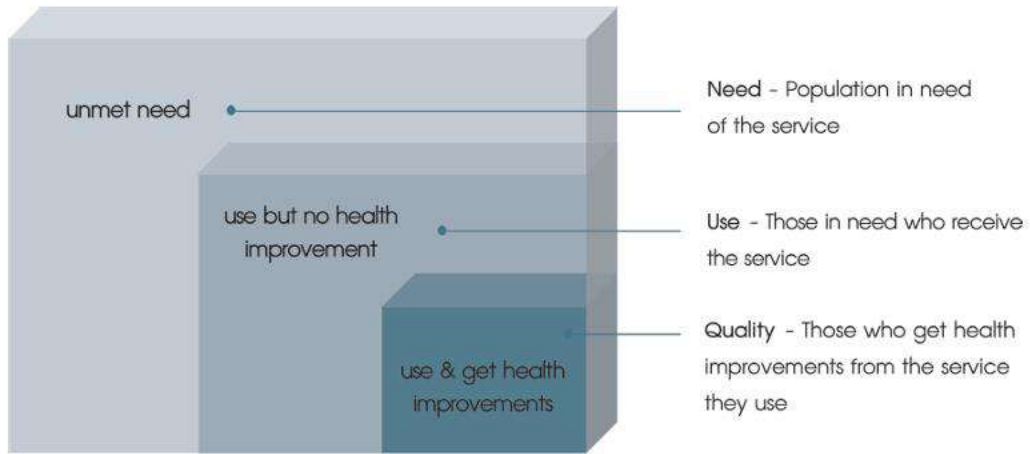 unmet need
Need - Population in need
of the service
use but no health
improvement
Use - Those in need who receive
the service
use & get health
improvements
Quality - Those who get health
improvements from the service
they use